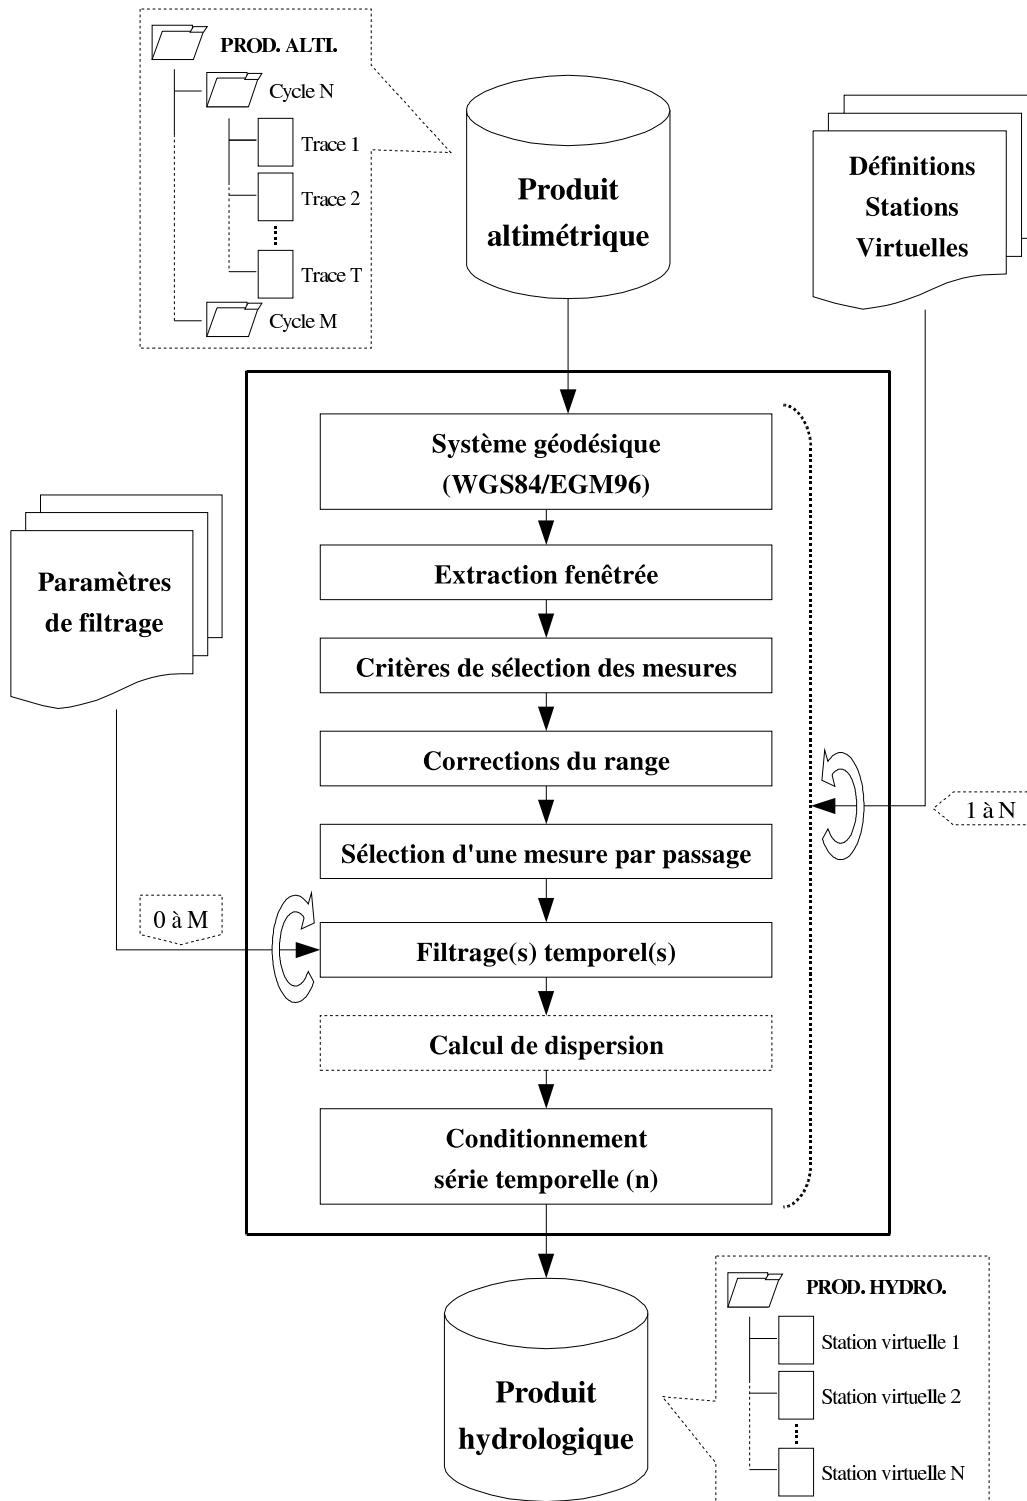 PROD. ALTI.
Cycle N
Trace 1
Trace 2
Trace T
Cycle M
Produit
altimétrique
Définitions
Stations
Virtuelles
Système géodésique
(WGS84/EGM96)
Extraction fenêtrée
Paramètres
de filtrage
Critères de sélection des mesures
Corrections du range
1 à N
Sélection d'une mesure par passage
0 à M
Filtrage(s) temporel(s)
Calcul de dispersion
Conditionnement
série temporelle (n)
Produit
hydrologique
PROD. HYDRO.
Station virtuelle 1
Station virtuelle 2
Station virtuelle N